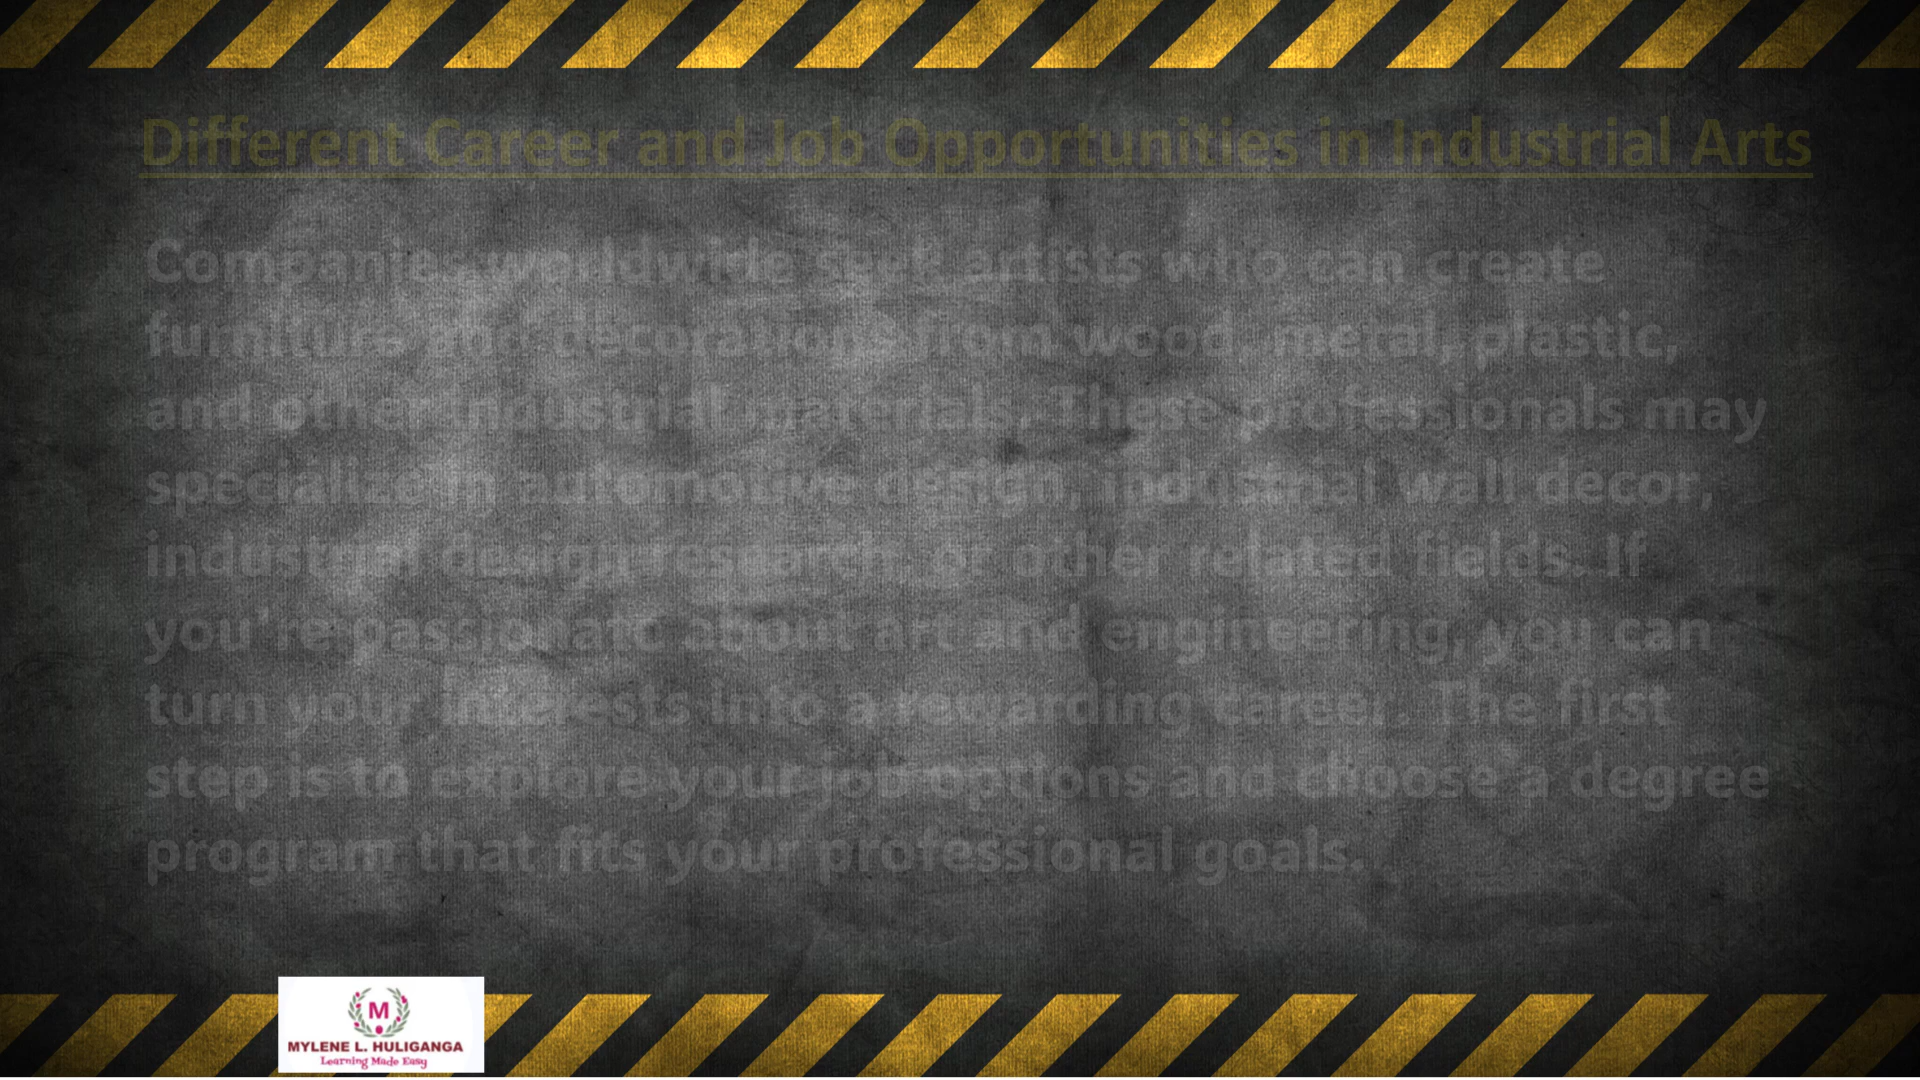 Different Career and Job Opportunities in Industrial Arts
Companies worldwide seek artists who can create
furniture and decorations from wood, metal, plastic,
and other industrial materials. These professionals may
specialize in automotive design, industrial wall decor,
industrial design research, or other related fields. If
you're passionate about art and engineering, you can
turn your interests into a rewarding career. The first
step is to explore your job options and choose a degree
program that fits your professional goals.
M
MYLENE L. HULIGANGA
Learning Made Easy